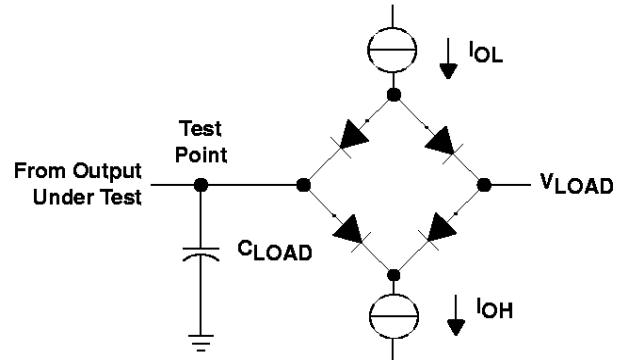 IOL
Test
Point
From Output
Under Test
VLOAD
CLOAD
IOH